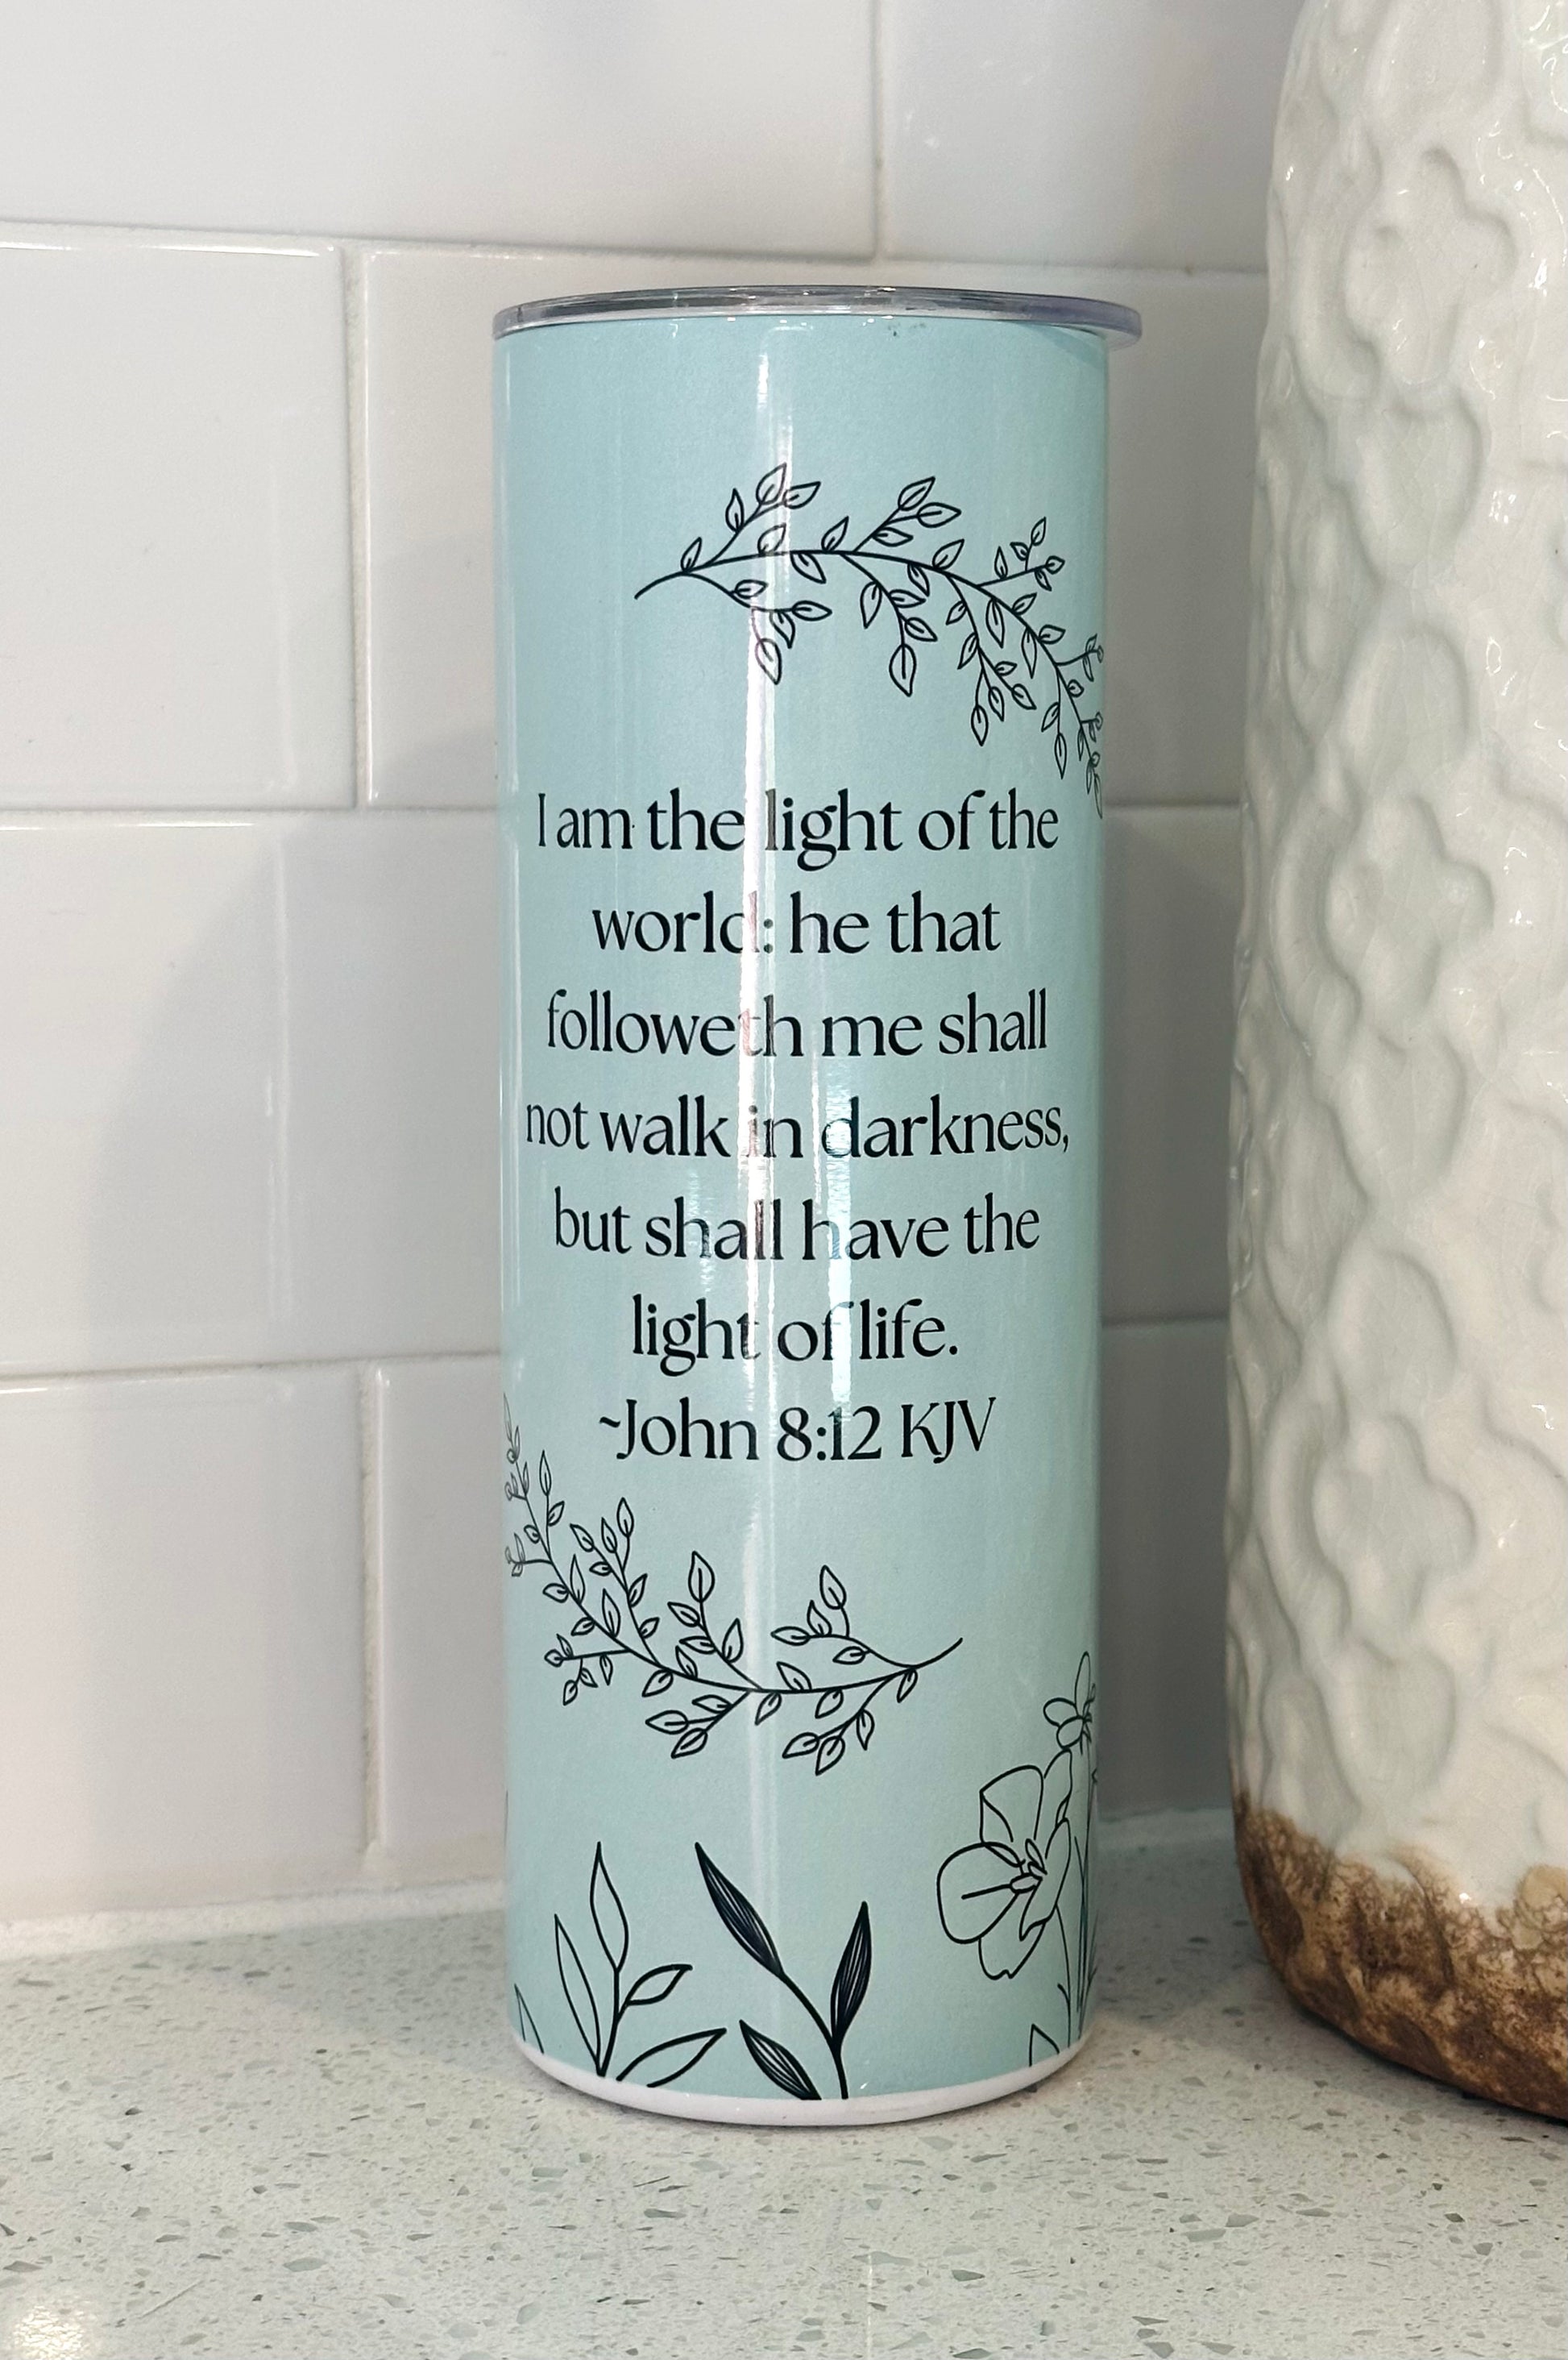 I am the light of the
world: he that
followeth me shall
not walk in darkness,
but shall have the
light of life.
~John 8:12 KJV